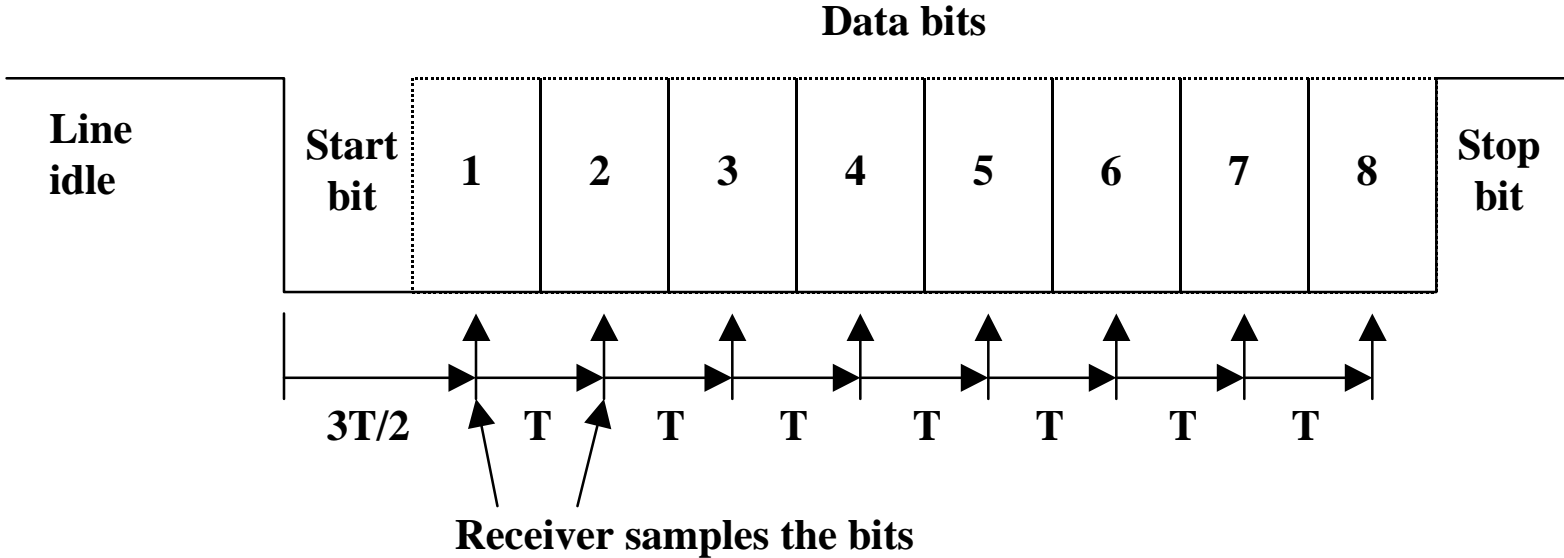 Data bits
Line
idle
Start
bit
1 2 3 4 5 6 7 8
Stop
bit
3T/2 T T T T T T T
Receiver samples the bits